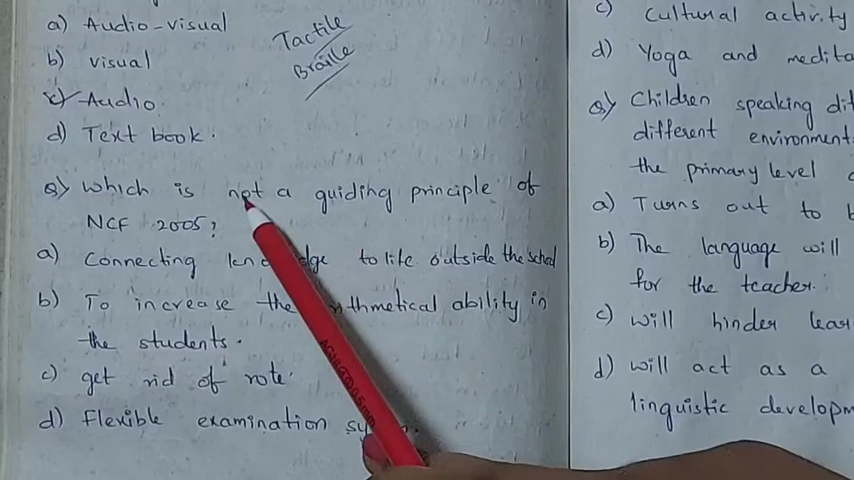 a) Audio-visual
b) visual
c) Audio.
d) Text book.
Tactile
Braille
Q) which is not a guiding principle of
NCF 2005?
a) Connecting to life outside the school
b) To increase the ability in
the students.
c) get rid of rote.
d) Flexible examination
c) Cultural activity
d) Yoga and
Q) Children speaking
different environment
the primary level
a) Turns out to
b) The language will
for the teacher.
c) will hinder
d) will act as a
linguistic